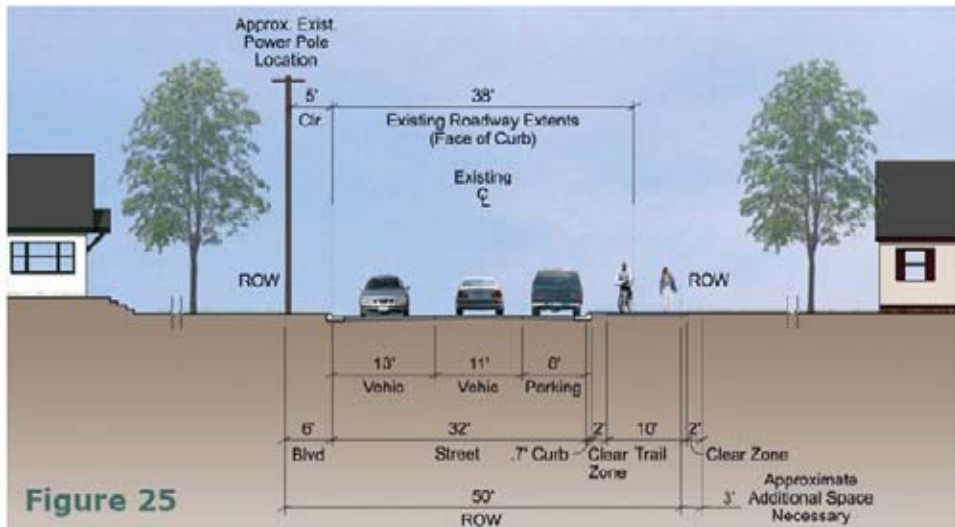 Approx. Exist.
Power Pole
Location
5'
38'
Clr.
Existing Roadway Extents
(Face of Curb)
Existing
CL
ROW
ROW
13'
11'
8'
Vehic
Vehic
Parking
6'
32'
2'
10'
2'
Blvd
Street
.7" Curb
Clear
Zone
Trail
Clear Zone
50'
ROW
3'
Approximate
Additional Space
Necessary
Figure 25